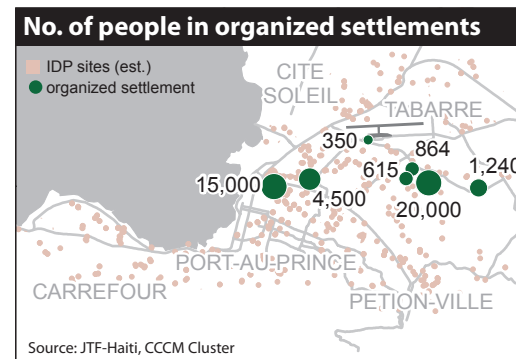 No. of people in organized settlements
IDP sites (est.)
organized settlement
CITE
SOLEIL
TABARRE
350
864
615
1,240
15,000
4,500
20,000
PORT-AU-PRINCE
CARREFOUR
PETION-VILLE
Source: JTF-Haiti, CCCM Cluster